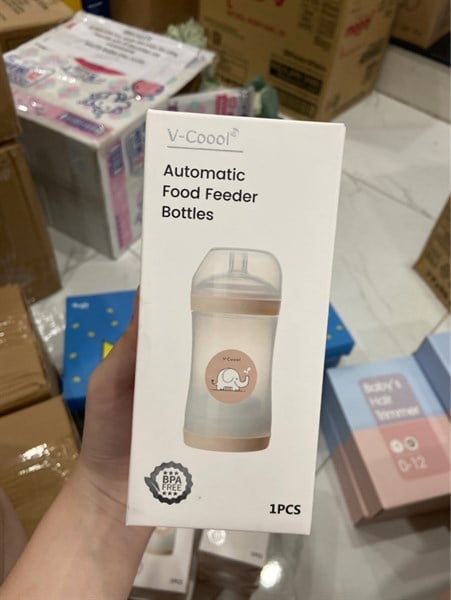 V-Coool
Automatic
Food Feeder
Bottles
V-Coool
BPA
FREE
1PCS
Baby's
Hair
Trimmer
0-12